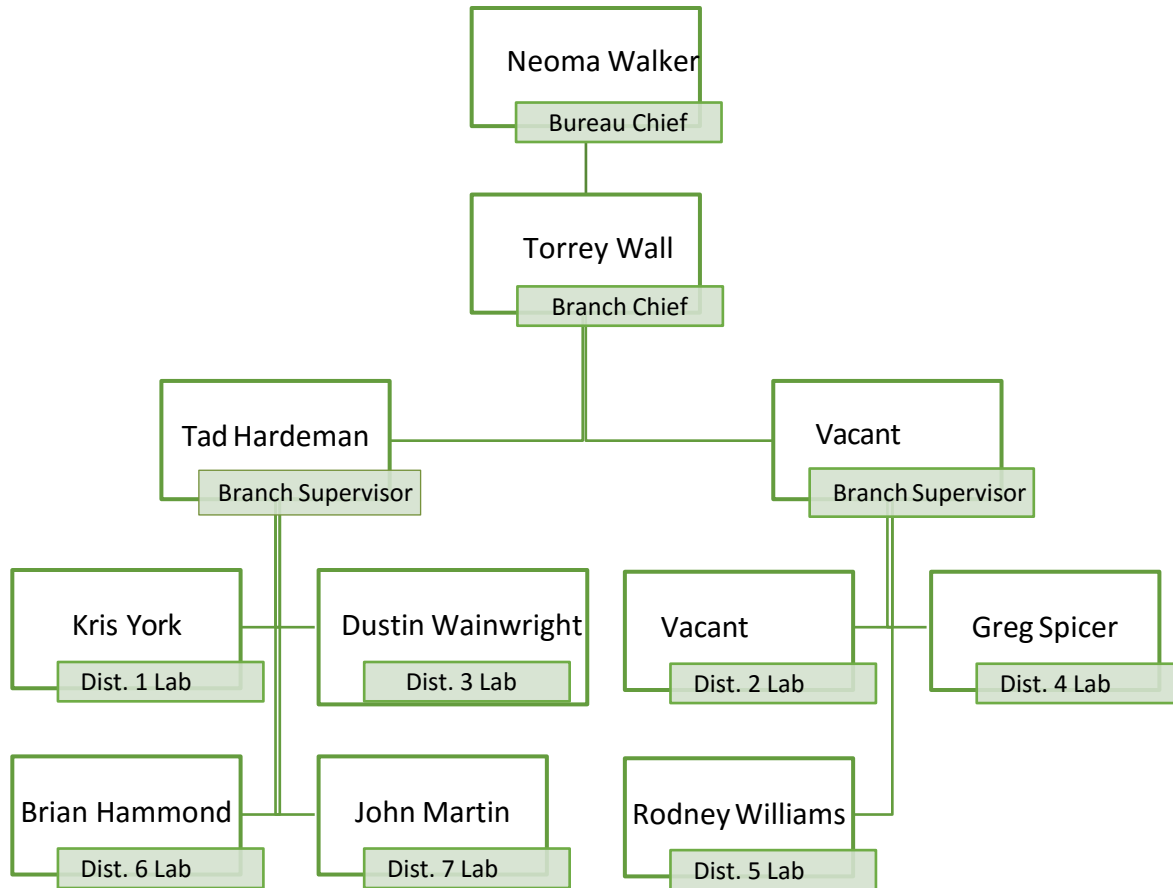 Neoma Walker
Bureau Chief
Torrey Wall
Branch Chief
Tad Hardeman
Branch Supervisor
Vacant
Branch Supervisor
Kris York
Dist. 1 Lab
Dustin Wainwright
Dist. 3 Lab
Vacant
Dist. 2 Lab
Greg Spicer
Dist. 4 Lab
Brian Hammond
Dist. 6 Lab
John Martin
Dist. 7 Lab
Rodney Williams
Dist. 5 Lab